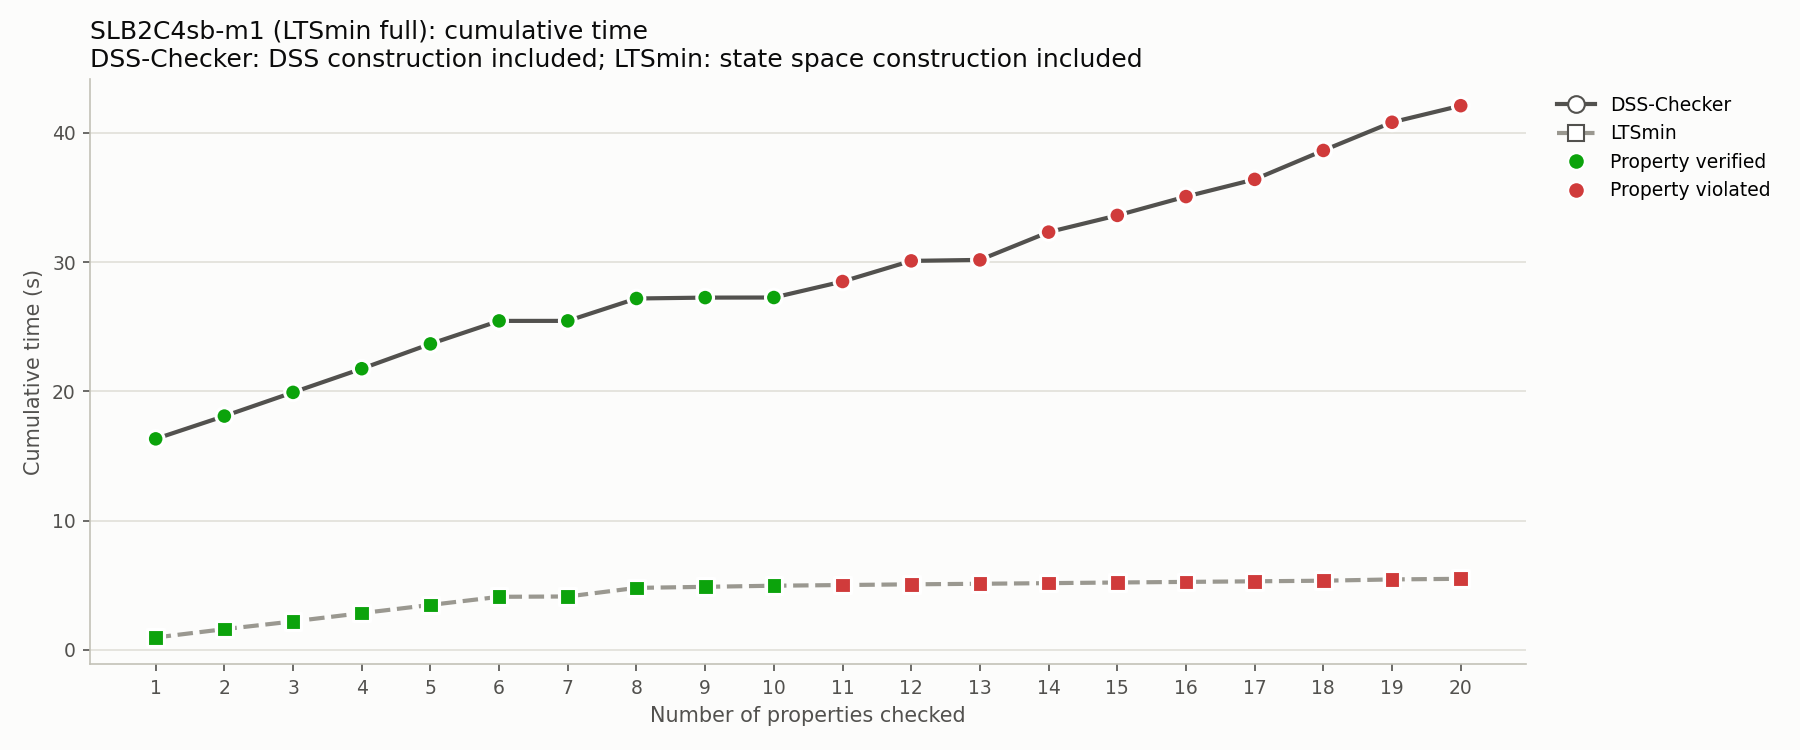 SLB2C4sb-m1 (LTSmin full): cumulative time
DSS-Checker: DSS construction included; LTSmin: state space construction included
DSS-Checker
LTSmin
Property verified
Property violated
Cumulative time (s)
40
30
20
10
0
1 2 3 4 5 6 7 8 9 10 11 12 13 14 15 16 17 18 19 20
Number of properties checked